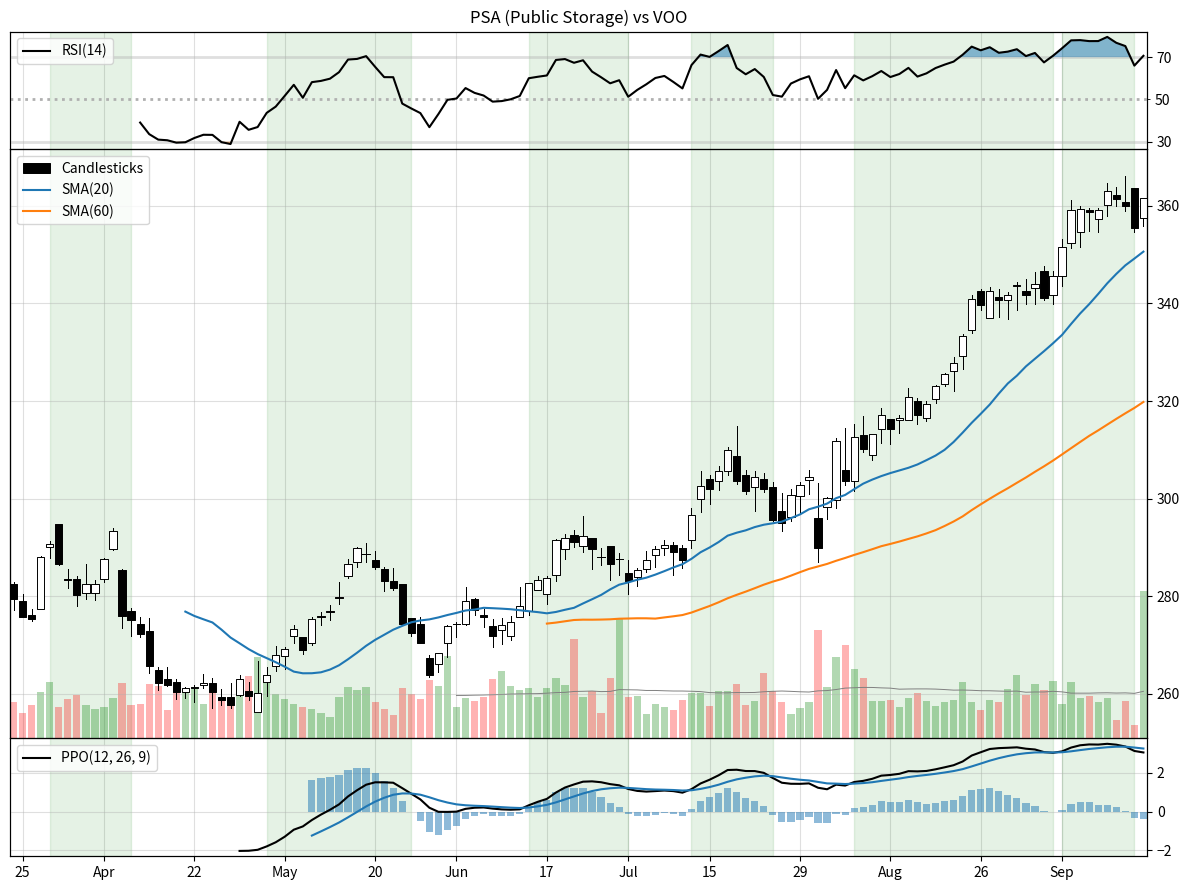 PSA (Public Storage) vs VOO
RSI(14)
70
50
30
Candlesticks
SMA(20)
SMA(60)
360
340
320
300
280
260
PPO(12, 26, 9)
2
0
−2
25 Apr 22 May 20 Jun 17 Jul 15 29 Aug 26 Sep